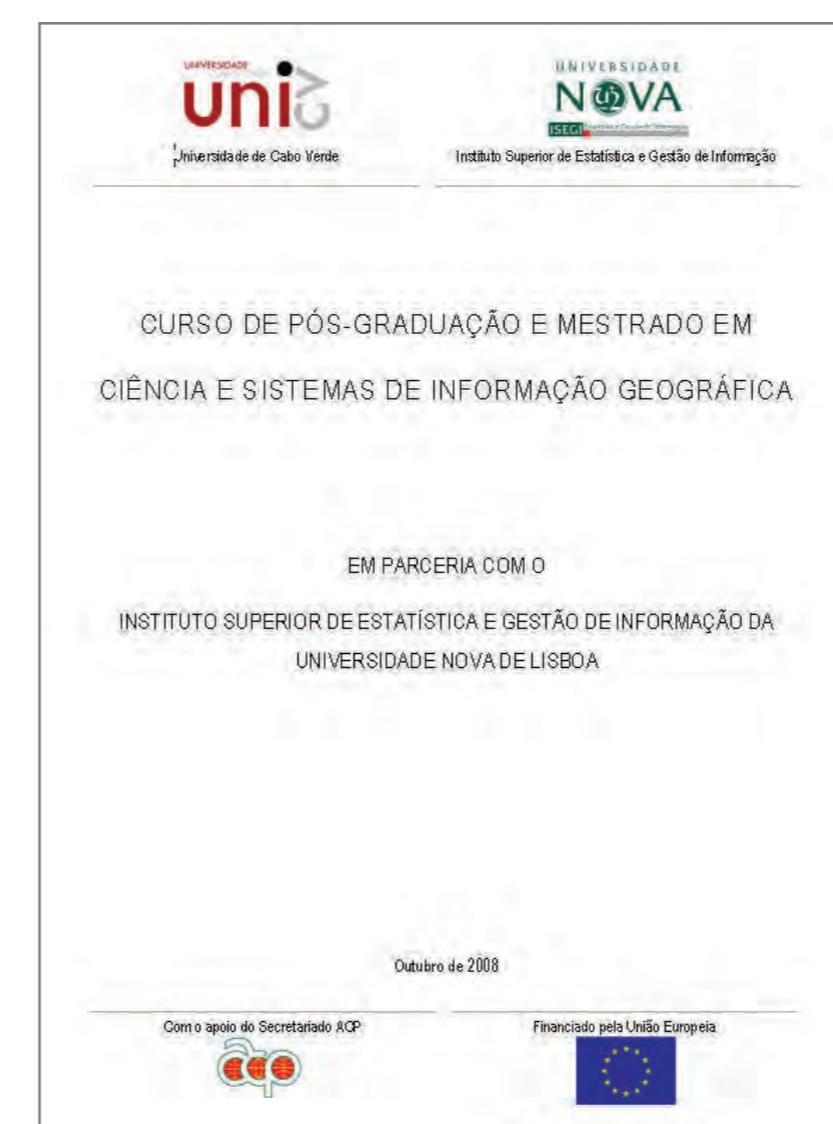 UNIVERSIDADE
unicv
Universidade de Cabo Verde
UNIVERSIDADE
NOVA
ISEGI
Instituto Superior de Estatística e Gestão de Informação
CURSO DE PÓS-GRADUAÇÃO E MESTRADO EM
CIÊNCIA E SISTEMAS DE INFORMAÇÃO GEOGRÁFICA
EM PARCERIA COM O
INSTITUTO SUPERIOR DE ESTATÍSTICA E GESTÃO DE INFORMAÇÃO DA
UNIVERSIDADE NOVA DE LISBOA
Outubro de 2008
Com o apoio do Secretariado ACP
acp
Financiado pela União Europeia